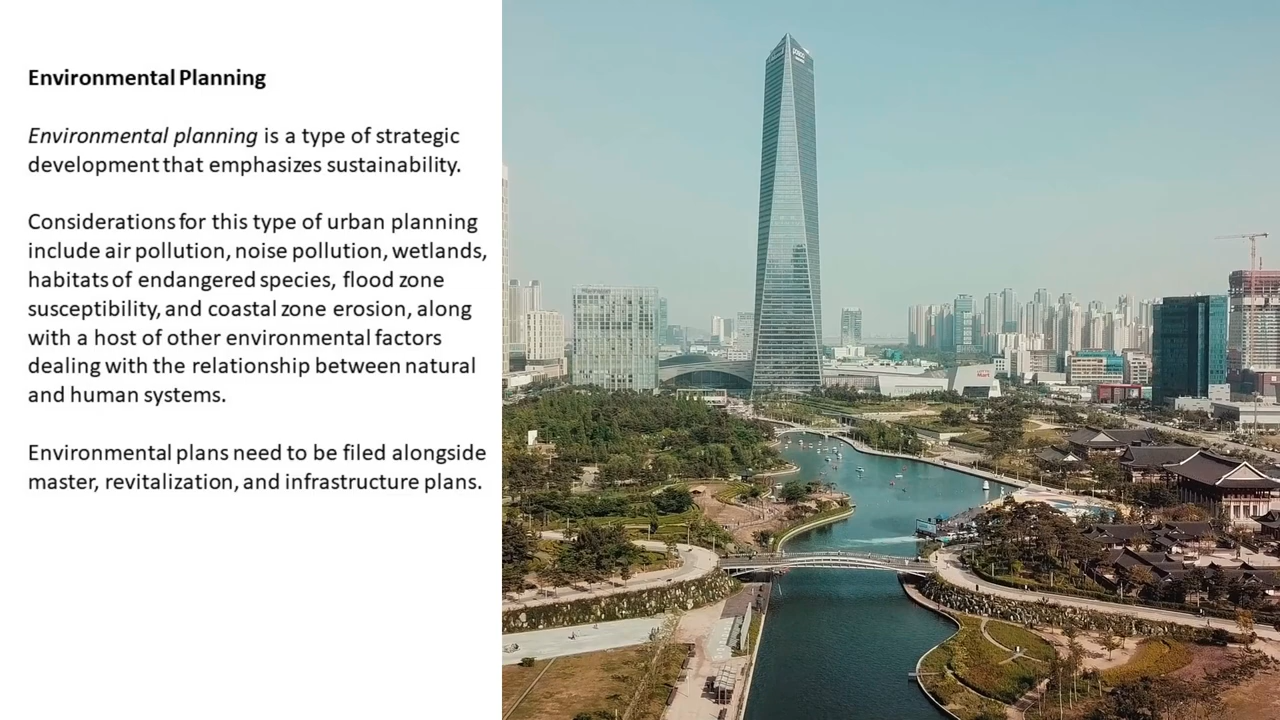 Environmental Planning
Environmental planning is a type of strategic
development that emphasizes sustainability.
Considerations for this type of urban planning
include air pollution, noise pollution, wetlands,
habitats of endangered species, flood zone
susceptibility, and coastal zone erosion, along
with a host of other environmental factors
dealing with the relationship between natural
and human systems.
Environmental plans need to be filed alongside
master, revitalization, and infrastructure plans.